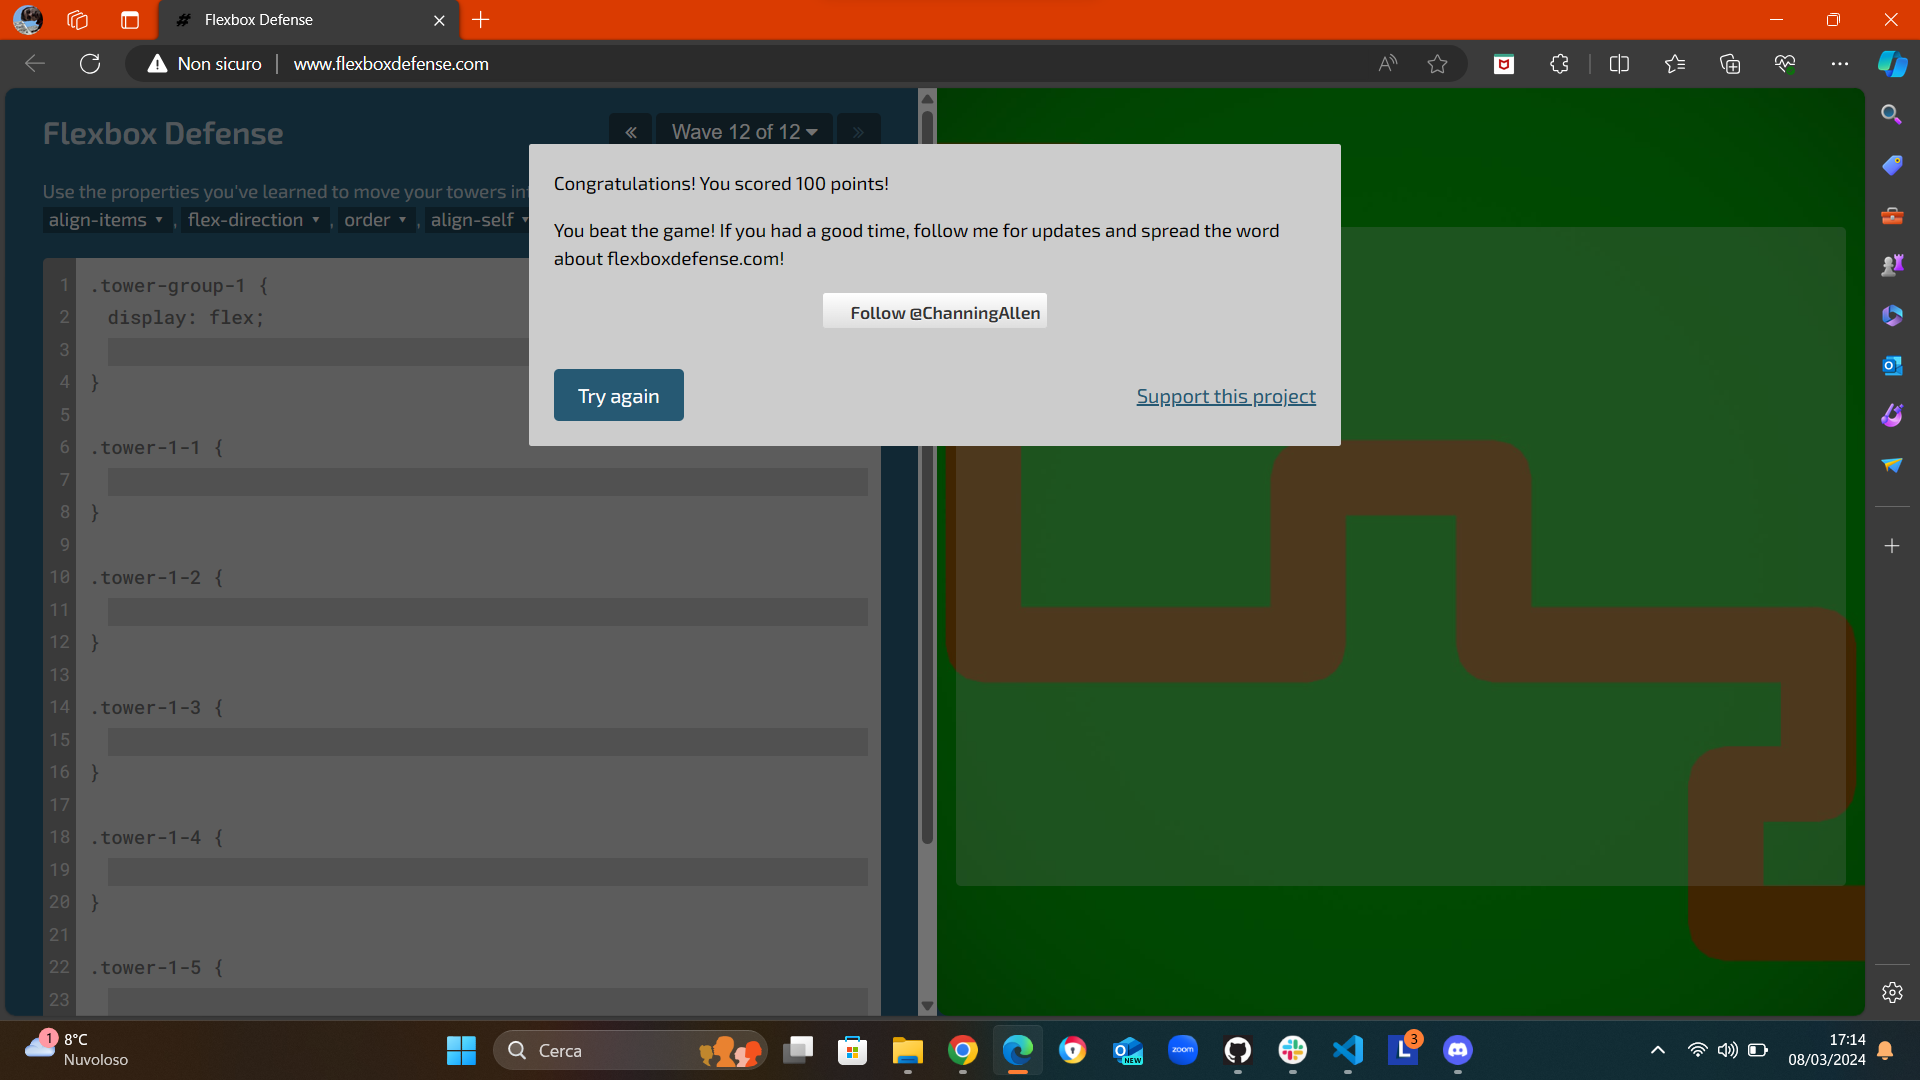 Flexbox Defense
Non sicuro
www.flexboxdefense.com
Flexbox Defense
Wave 12 of 12
Use the properties you've learned to move your towers
align-items , flex-direction , order , align-self
1 .tower-group-1 {
2 display: flex;
3
4 }
5
6 .tower-1-1 {
7
8 }
9
10 .tower-1-2 {
11
12 }
13
14 .tower-1-3 {
15
16 }
17
18 .tower-1-4 {
19
20 }
21
22 .tower-1-5 {
23
Congratulations! You scored 100 points!
You beat the game! If you had a good time, follow me for updates and spread the word
about flexboxdefense.com!
Follow @ChanningAllen
Try again
Support this project
1
8°C
Nuvoloso
Cerca
NEW
zoom
L
3
17:14
08/03/2024